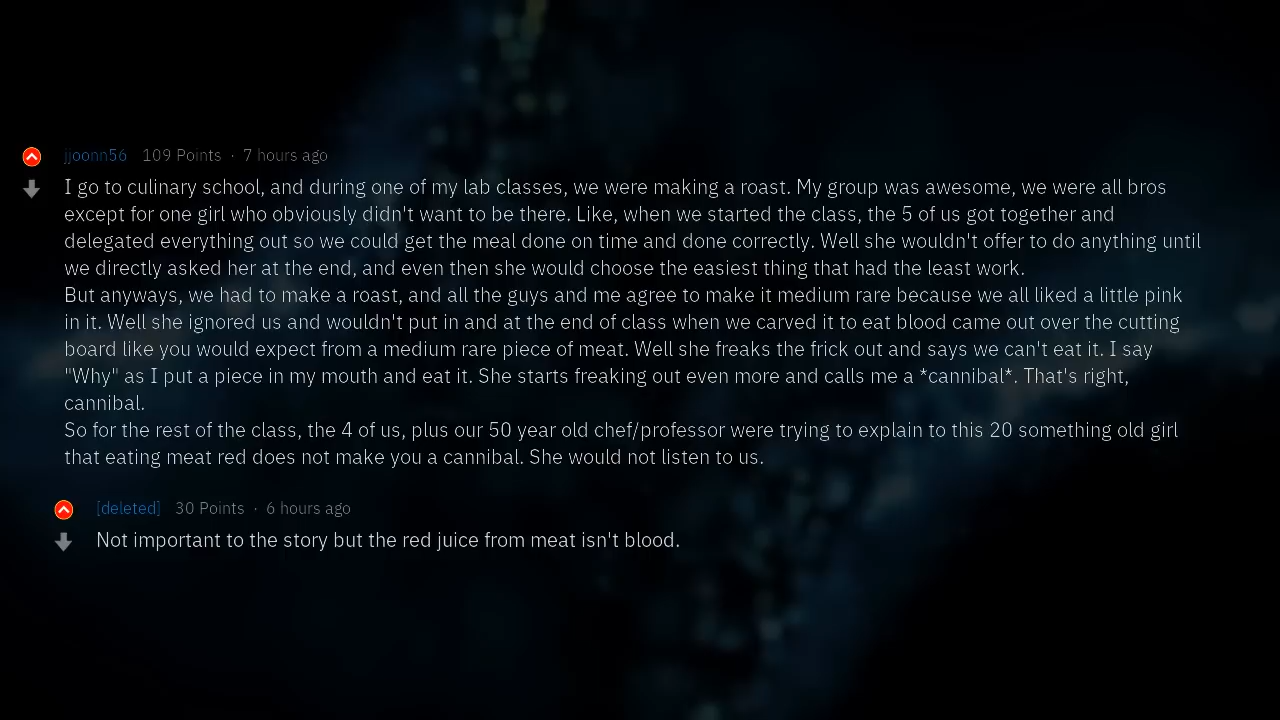 jjoonn56 109 Points · 7 hours ago
I go to culinary school, and during one of my lab classes, we were making a roast. My group was awesome, we were all bros
except for one girl who obviously didn't want to be there. Like, when we started the class, the 5 of us got together and
delegated everything out so we could get the meal done on time and done correctly. Well she wouldn't offer to do anything until
we directly asked her at the end, and even then she would choose the easiest thing that had the least work.
But anyways, we had to make a roast, and all the guys and me agree to make it medium rare because we all liked a little pink
in it. Well she ignored us and wouldn't put in and at the end of class when we carved it to eat blood came out over the cutting
board like you would expect from a medium rare piece of meat. Well she freaks the frick out and says we can't eat it. I say
"Why" as I put a piece in my mouth and eat it. She starts freaking out even more and calls me a *cannibal*. That's right,
cannibal.
So for the rest of the class, the 4 of us, plus our 50 year old chef/professor were trying to explain to this 20 something old girl
that eating meat red does not make you a cannibal. She would not listen to us.
[deleted] 30 Points · 6 hours ago
Not important to the story but the red juice from meat isn't blood.